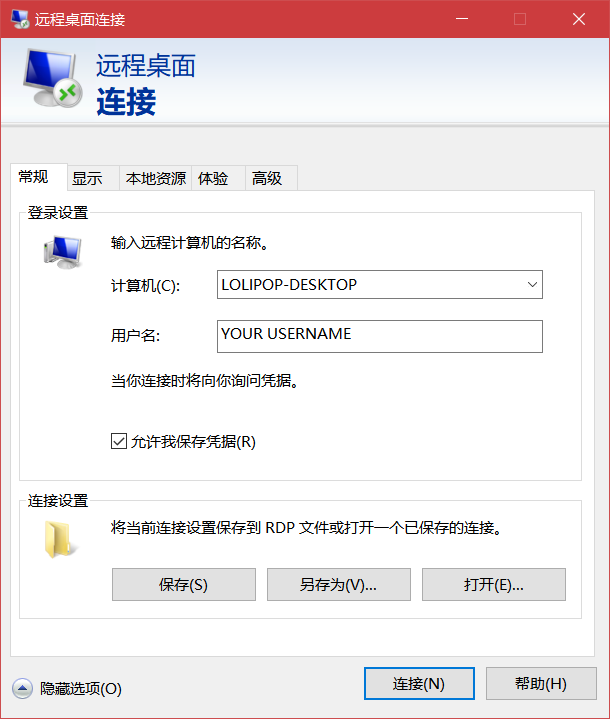 远程桌面连接
远程桌面
连接
常规 显示 本地资源 体验 高级
登录设置
输入远程计算机的名称。
计算机(C): LOLIPOP-DESKTOP
用户名: YOUR USERNAME
当你连接时将向你询问凭据。
允许我保存凭据(R)
连接设置
将当前连接设置保存到 RDP 文件或打开一个已保存的连接。
保存(S) 另存为(V)... 打开(E)...
隐藏选项(O) 连接(N) 帮助(H)